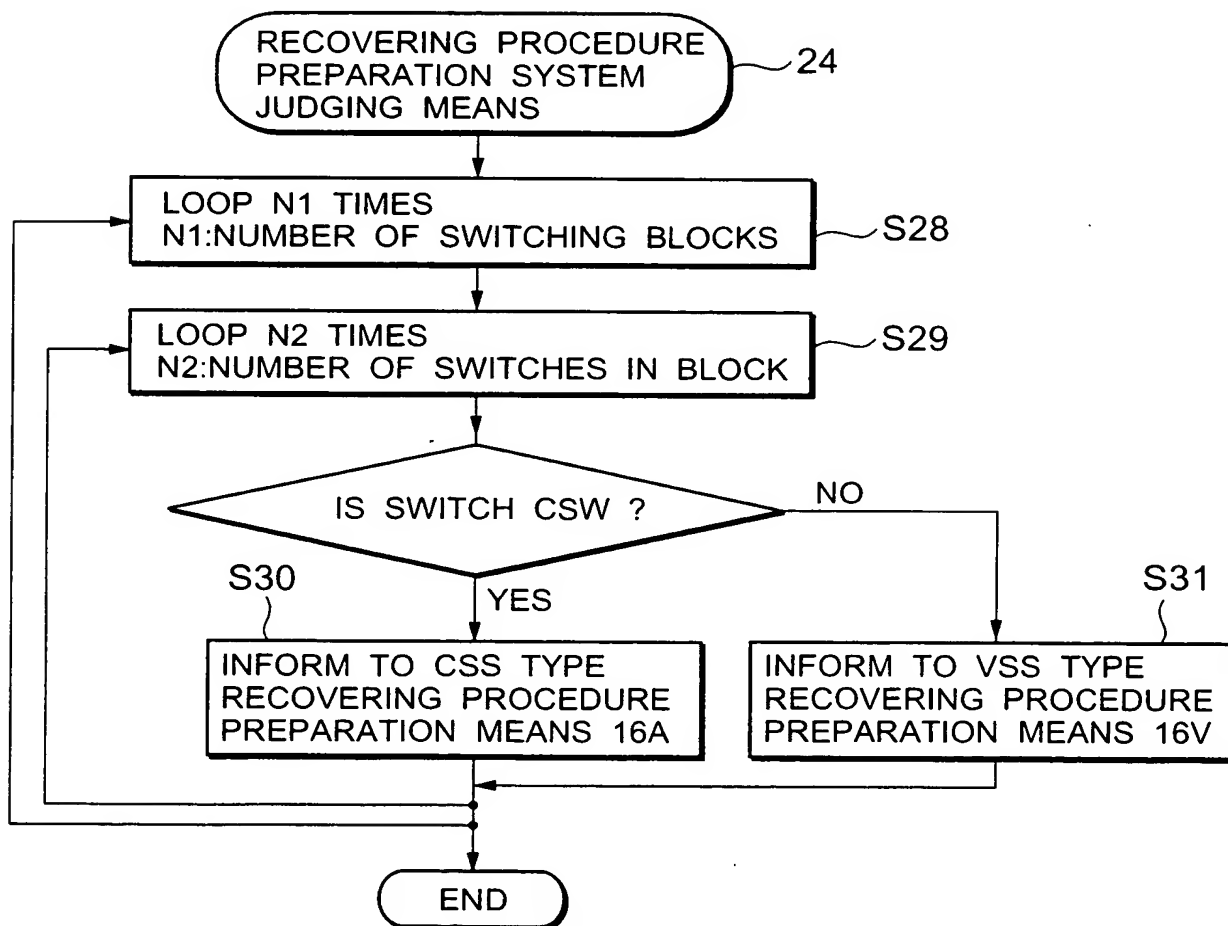 RECOVERING PROCEDURE
PREPARATION SYSTEM
JUDGING MEANS
24
LOOP N1 TIMES
N1:NUMBER OF SWITCHING BLOCKS
S28
LOOP N2 TIMES
N2:NUMBER OF SWITCHES IN BLOCK
S29
IS SWITCH CSW ?
NO
YES
S30
INFORM TO CSS TYPE
RECOVERING PROCEDURE
PREPARATION MEANS 16A
S31
INFORM TO VSS TYPE
RECOVERING PROCEDURE
PREPARATION MEANS 16V
END